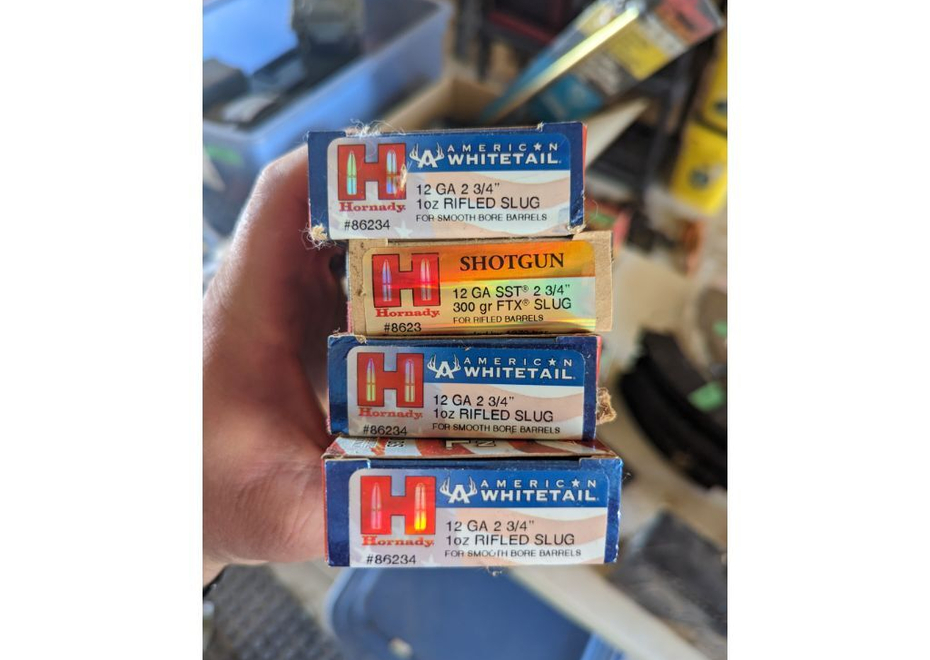 H
AMERICAN
WHITETAIL
12 GA 2 3/4"
1oz RIFLED SLUG
Hornady
FOR SMOOTH BORE BARRELS
#86234
H
SHOTGUN
12 GA SST® 2 3/4"
300 gr FTX® SLUG
Hornady
FOR RIFLED BARRELS
#8623
H
AMERICAN
WHITETAIL
12 GA 2 3/4"
1oz RIFLED SLUG
Hornady
FOR SMOOTH BORE BARRELS
#86234
H
AMERICAN
WHITETAIL
12 GA 2 3/4"
1oz RIFLED SLUG
Hornady
FOR SMOOTH BORE BARRELS
#86234